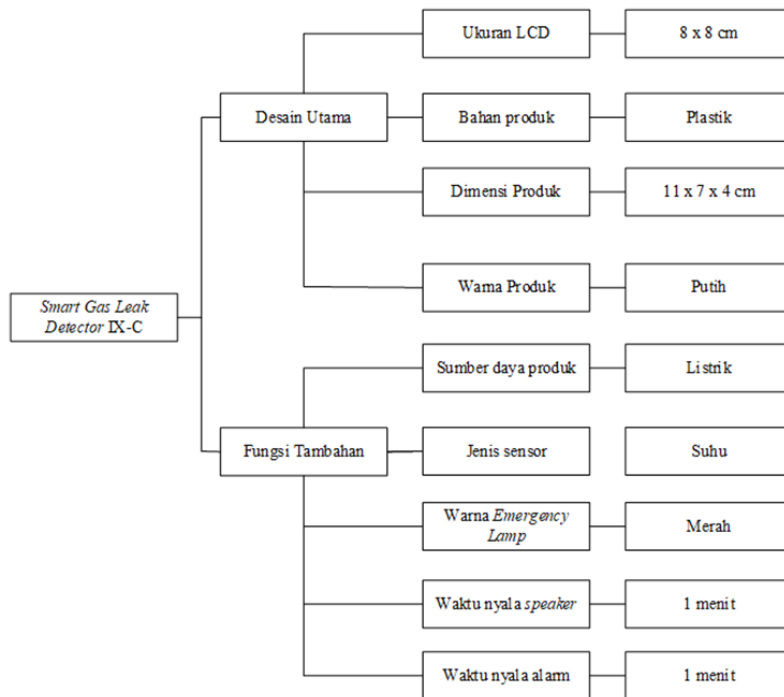 Ukuran LCD
8 x 8 cm
Desain Utama
Bahan produk
Plastik
Dimensi Produk
11 x 7 x 4 cm
Warna Produk
Putih
Smart Gas Leak
Detector IX-C
Sumber daya produk
Listrik
Fungsi Tambahan
Jenis sensor
Suhu
Warna Emergency
Lamp
Merah
Waktu nyala speaker
1 menit
Waktu nyala alarm
1 menit